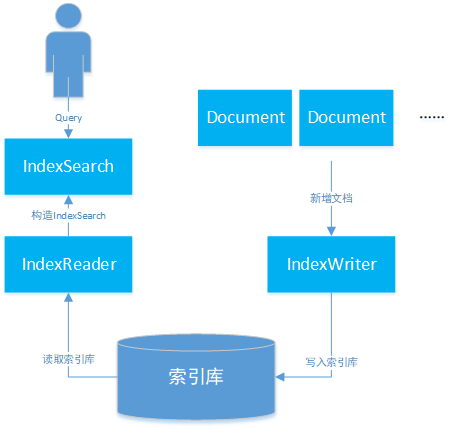 Query
Document
Document
......
IndexSearch
构造IndexSearch
新增文档
IndexReader
IndexWriter
读取索引库
写入索引库
索引库